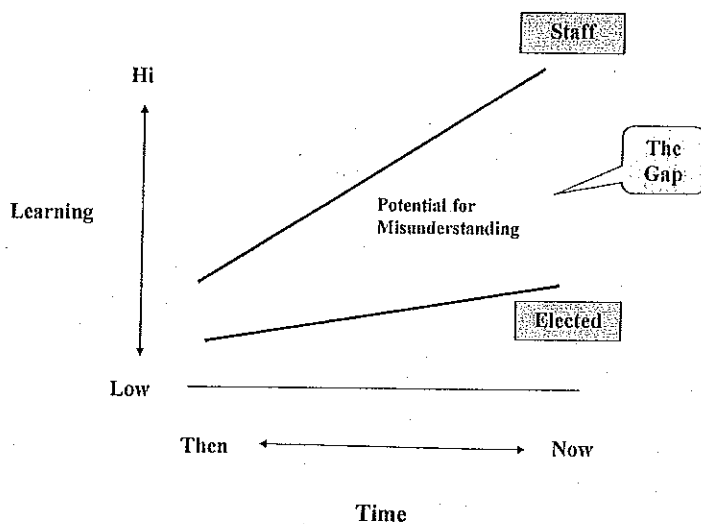 Staff
Hi
The
Gap
Learning
Potential for
Misunderstanding
Elected
Low
Then
Now
Time